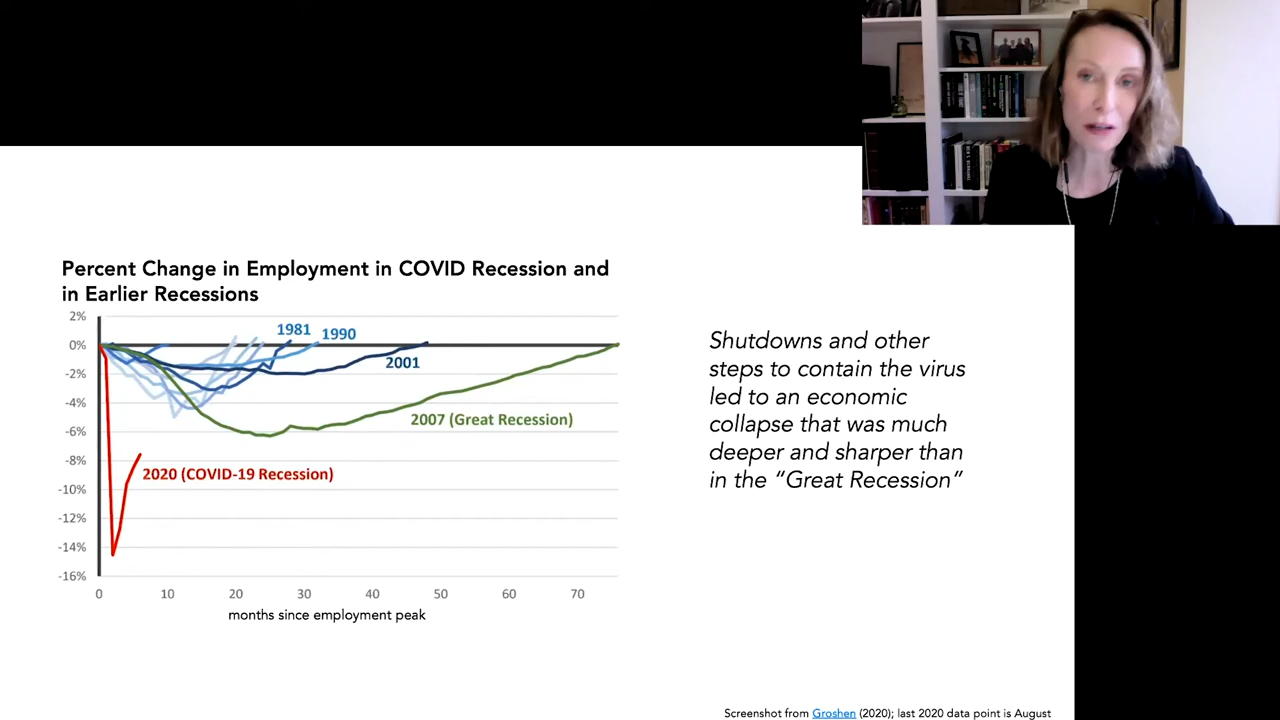 Percent Change in Employment in COVID Recession and
in Earlier Recessions
2%
0%
-2%
-4%
-6%
-8%
-10%
-12%
-14%
-16%
1981
1990
2001
2007 (Great Recession)
2020 (COVID-19 Recession)
0 10 20 30 40 50 60 70
months since employment peak
Shutdowns and other
steps to contain the virus
led to an economic
collapse that was much
deeper and sharper than
in the “Great Recession”
Screenshot from Groshen (2020); last 2020 data point is August